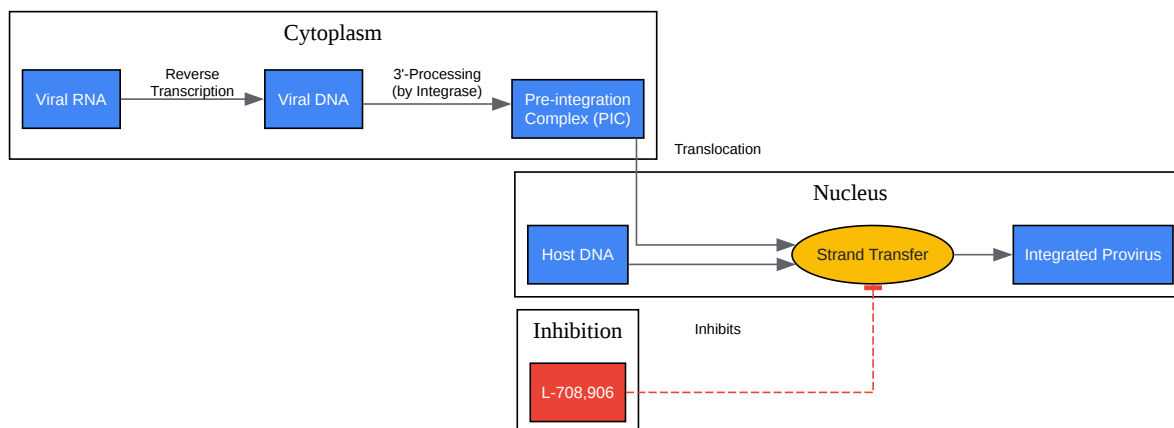 Cytoplasm
Viral RNA
Reverse
Transcription
Viral DNA
3'-Processing
(by Integrase)
Pre-integration
Complex (PIC)
Translocation
Nucleus
Host DNA
Strand Transfer
Integrated Provirus
Inhibition
Inhibits
L-708,906